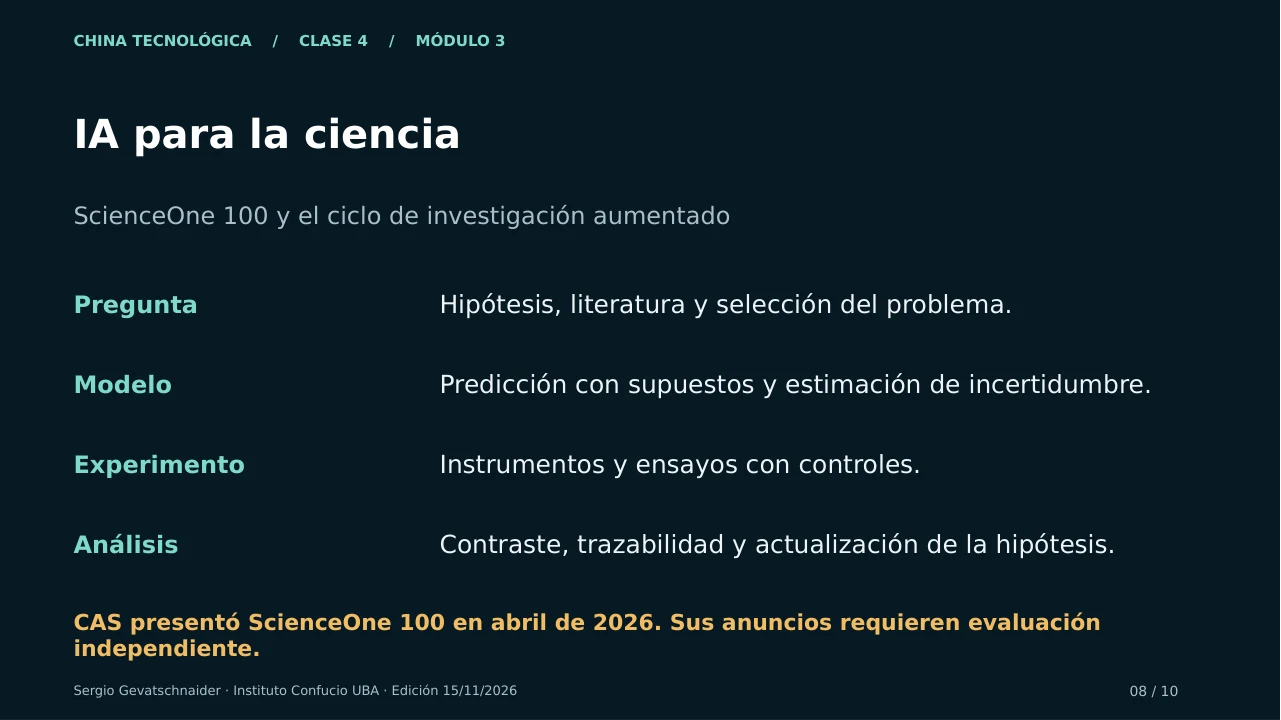 CHINA TECNOLÓGICA / CLASE 4 / MÓDULO 3
IA para la ciencia
ScienceOne 100 y el ciclo de investigación aumentado
Pregunta Hipótesis, literatura y selección del problema.
Modelo Predicción con supuestos y estimación de incertidumbre.
Experimento Instrumentos y ensayos con controles.
Análisis Contraste, trazabilidad y actualización de la hipótesis.
CAS presentó ScienceOne 100 en abril de 2026. Sus anuncios requieren evaluación
independiente.
Sergio Gevatschnaider · Instituto Confucio UBA · Edición 15/11/2026 08 / 10